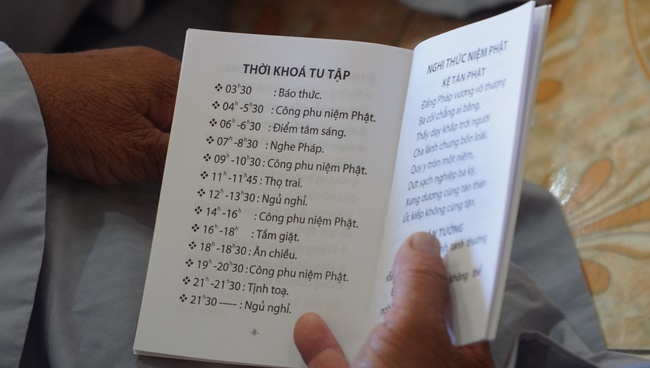 THỜI KHOÁ TU TẬP
❖ 03ʰ30 : Báo thức.
❖ 04ʰ -5ʰ30 : Công phu niệm Phật.
❖ 06ʰ -6ʰ30 : Điểm tâm sáng.
❖ 07ʰ -8ʰ30 : Nghe Pháp.
❖ 09ʰ -10ʰ30 : Công phu niệm Phật.
❖ 11ʰ -11ʰ45 : Thọ trai.
❖ 12ʰ -13ʰ30 : Ngủ nghỉ.
❖ 14ʰ -16ʰ : Công phu niệm Phật.
❖ 16ʰ -18ʰ : Tắm giặt.
❖ 18ʰ -18ʰ30 : Ăn chiều.
❖ 19ʰ -20ʰ30 : Công phu niệm Phật.
❖ 21ʰ -21ʰ30 : Tịnh toạ.
❖ 21ʰ30 ----- : Ngủ nghỉ.
-8-
NGHI THỨC NIỆM PHẬT
KỆ TÁN PHẬT
Đấng Pháp vương vô thượng
Ba cõi chẳng ai bằng,
Thầy dạy khắp trời người
Cha lành chung bốn loài.
Quy y tròn một niệm,
Dứt sạch nghiệp ba kỳ,
Xưng dương cùng tán thán
Ức kiếp không cùng tận.
TƯỞNG
tánh thường
không thể